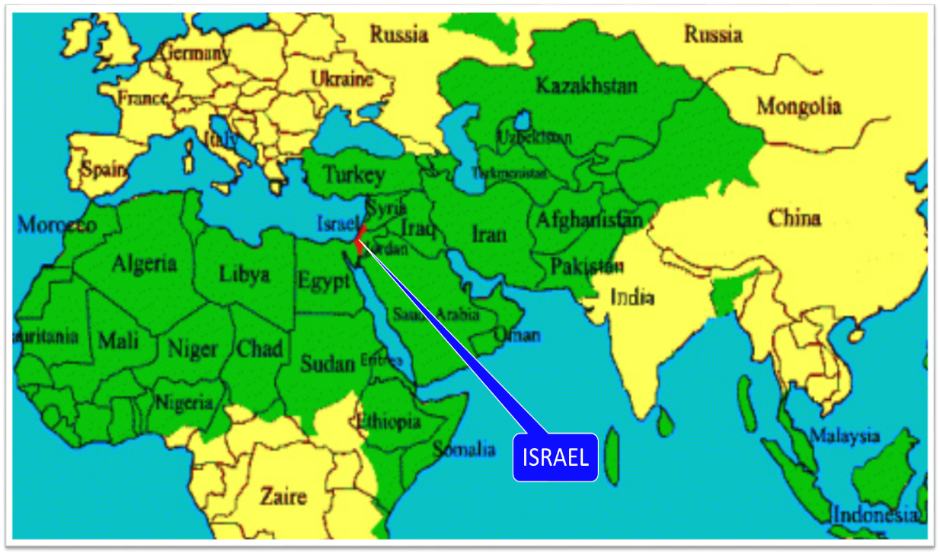 Russia
Russia
Germany
Ukraine
Kazakhstan
France
Mongolia
Italy
Uzbekistan
Spain
Turkey
Turkmenistan
Syria
Morocco
Israel
Iraq
Iran
Afghanistan
China
Jordan
Algeria
Libya
Egypt
Pakistan
India
Saudi Arabia
Oman
auritania
Mali
Niger
Chad
Sudan
Eritrea
Nigeria
Ethiopia
Somalia
Malaysia
ISRAEL
Zaire
Indonesia